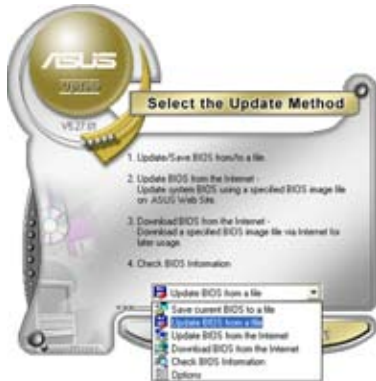 ASUS
Update
V5.27.01
Select the Update Method
1. Update/Save BIOS from/to a file.
2. Update BIOS from the Internet -
Update system BIOS using a specified BIOS image file
on ASUS Web Site.
3. Download BIOS from the Internet -
Download a specified BIOS image file via Internet for
later usage.
4. Check BIOS Information
Update BIOS from a file
Save current BIOS to a file
Update BIOS from a file
Update BIOS from the Internet
Download BIOS from the Internet
Check BIOS Information
Options